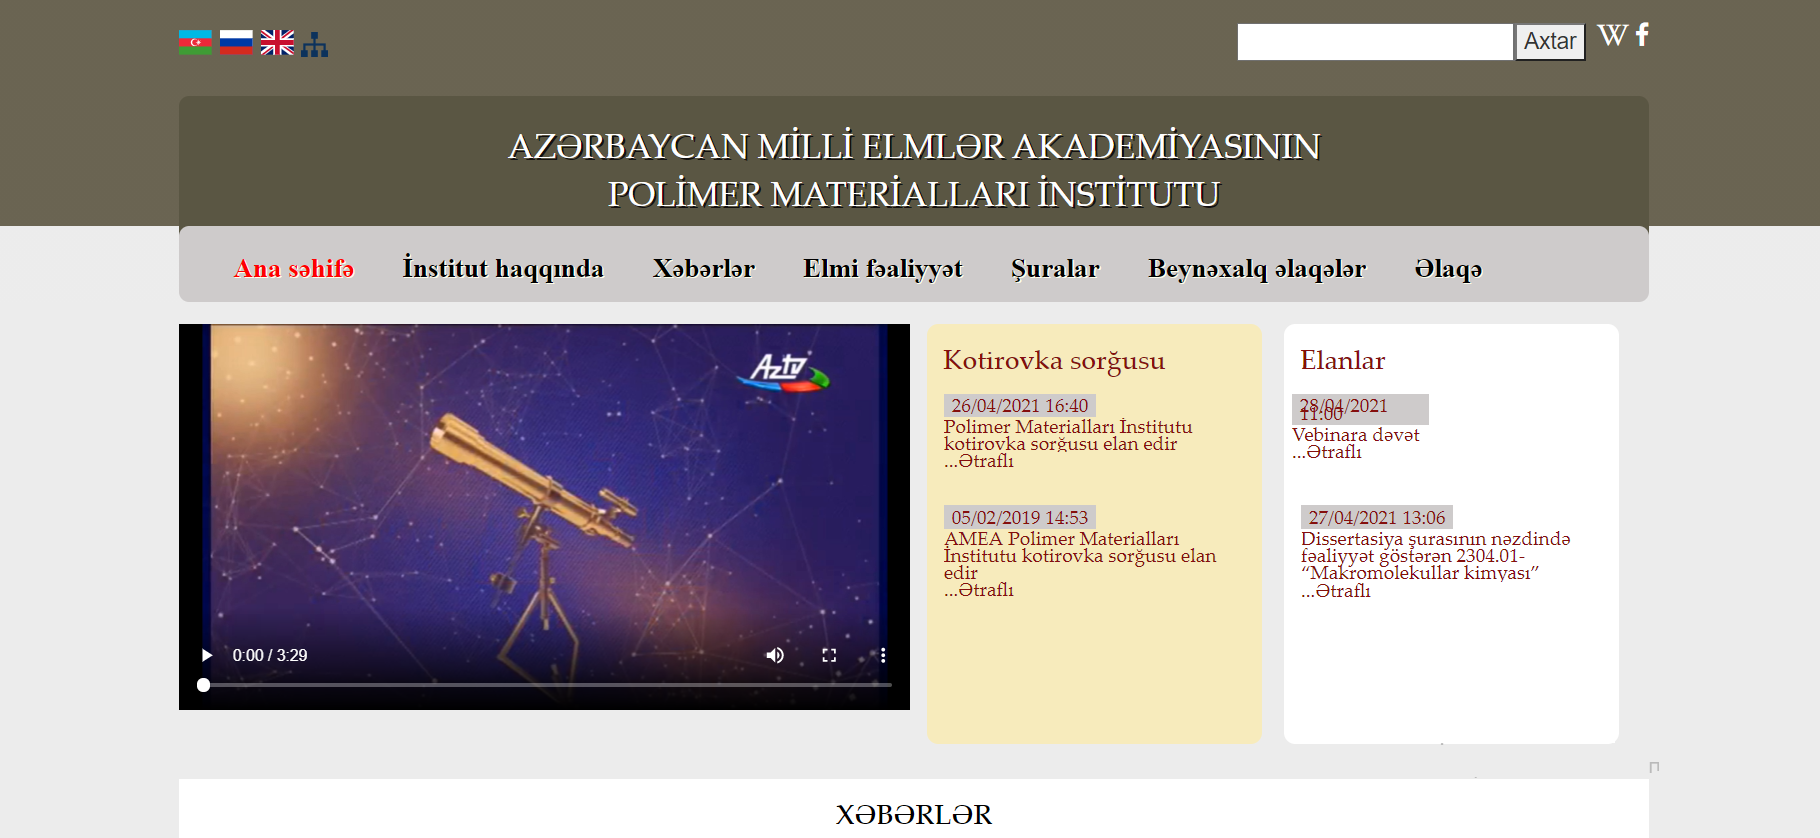 Axtar
W f
AZƏRBAYCAN MİLLİ ELMLƏR AKADEMİYASININ
POLİMER MATERİALLARI İNSTİTUTU
Ana səhifə İnstitut haqqında Xəbərlər Elmi fəaliyyət Şuralar Beynəxalq əlaqələr Əlaqə
Aztv
0:00 / 3:29
Kotirovka sorğusu
26/04/2021 16:40
Polimer Materialları İnstitutu
kotirovka sorğusu elan edir
...Ətraflı
05/02/2019 14:53
AMEA Polimer Materialları
İnstitutu kotirovka sorğusu elan
edir
...Ətraflı
Elanlar
28/04/2021
11:00
Vebinara dəvət
...Ətraflı
27/04/2021 13:06
Dissertasiya şurasının nəzdində
fəaliyyət göstərən 2304.01-
“Makromolekullar kimyası”
...Ətraflı
XƏBƏRLƏR